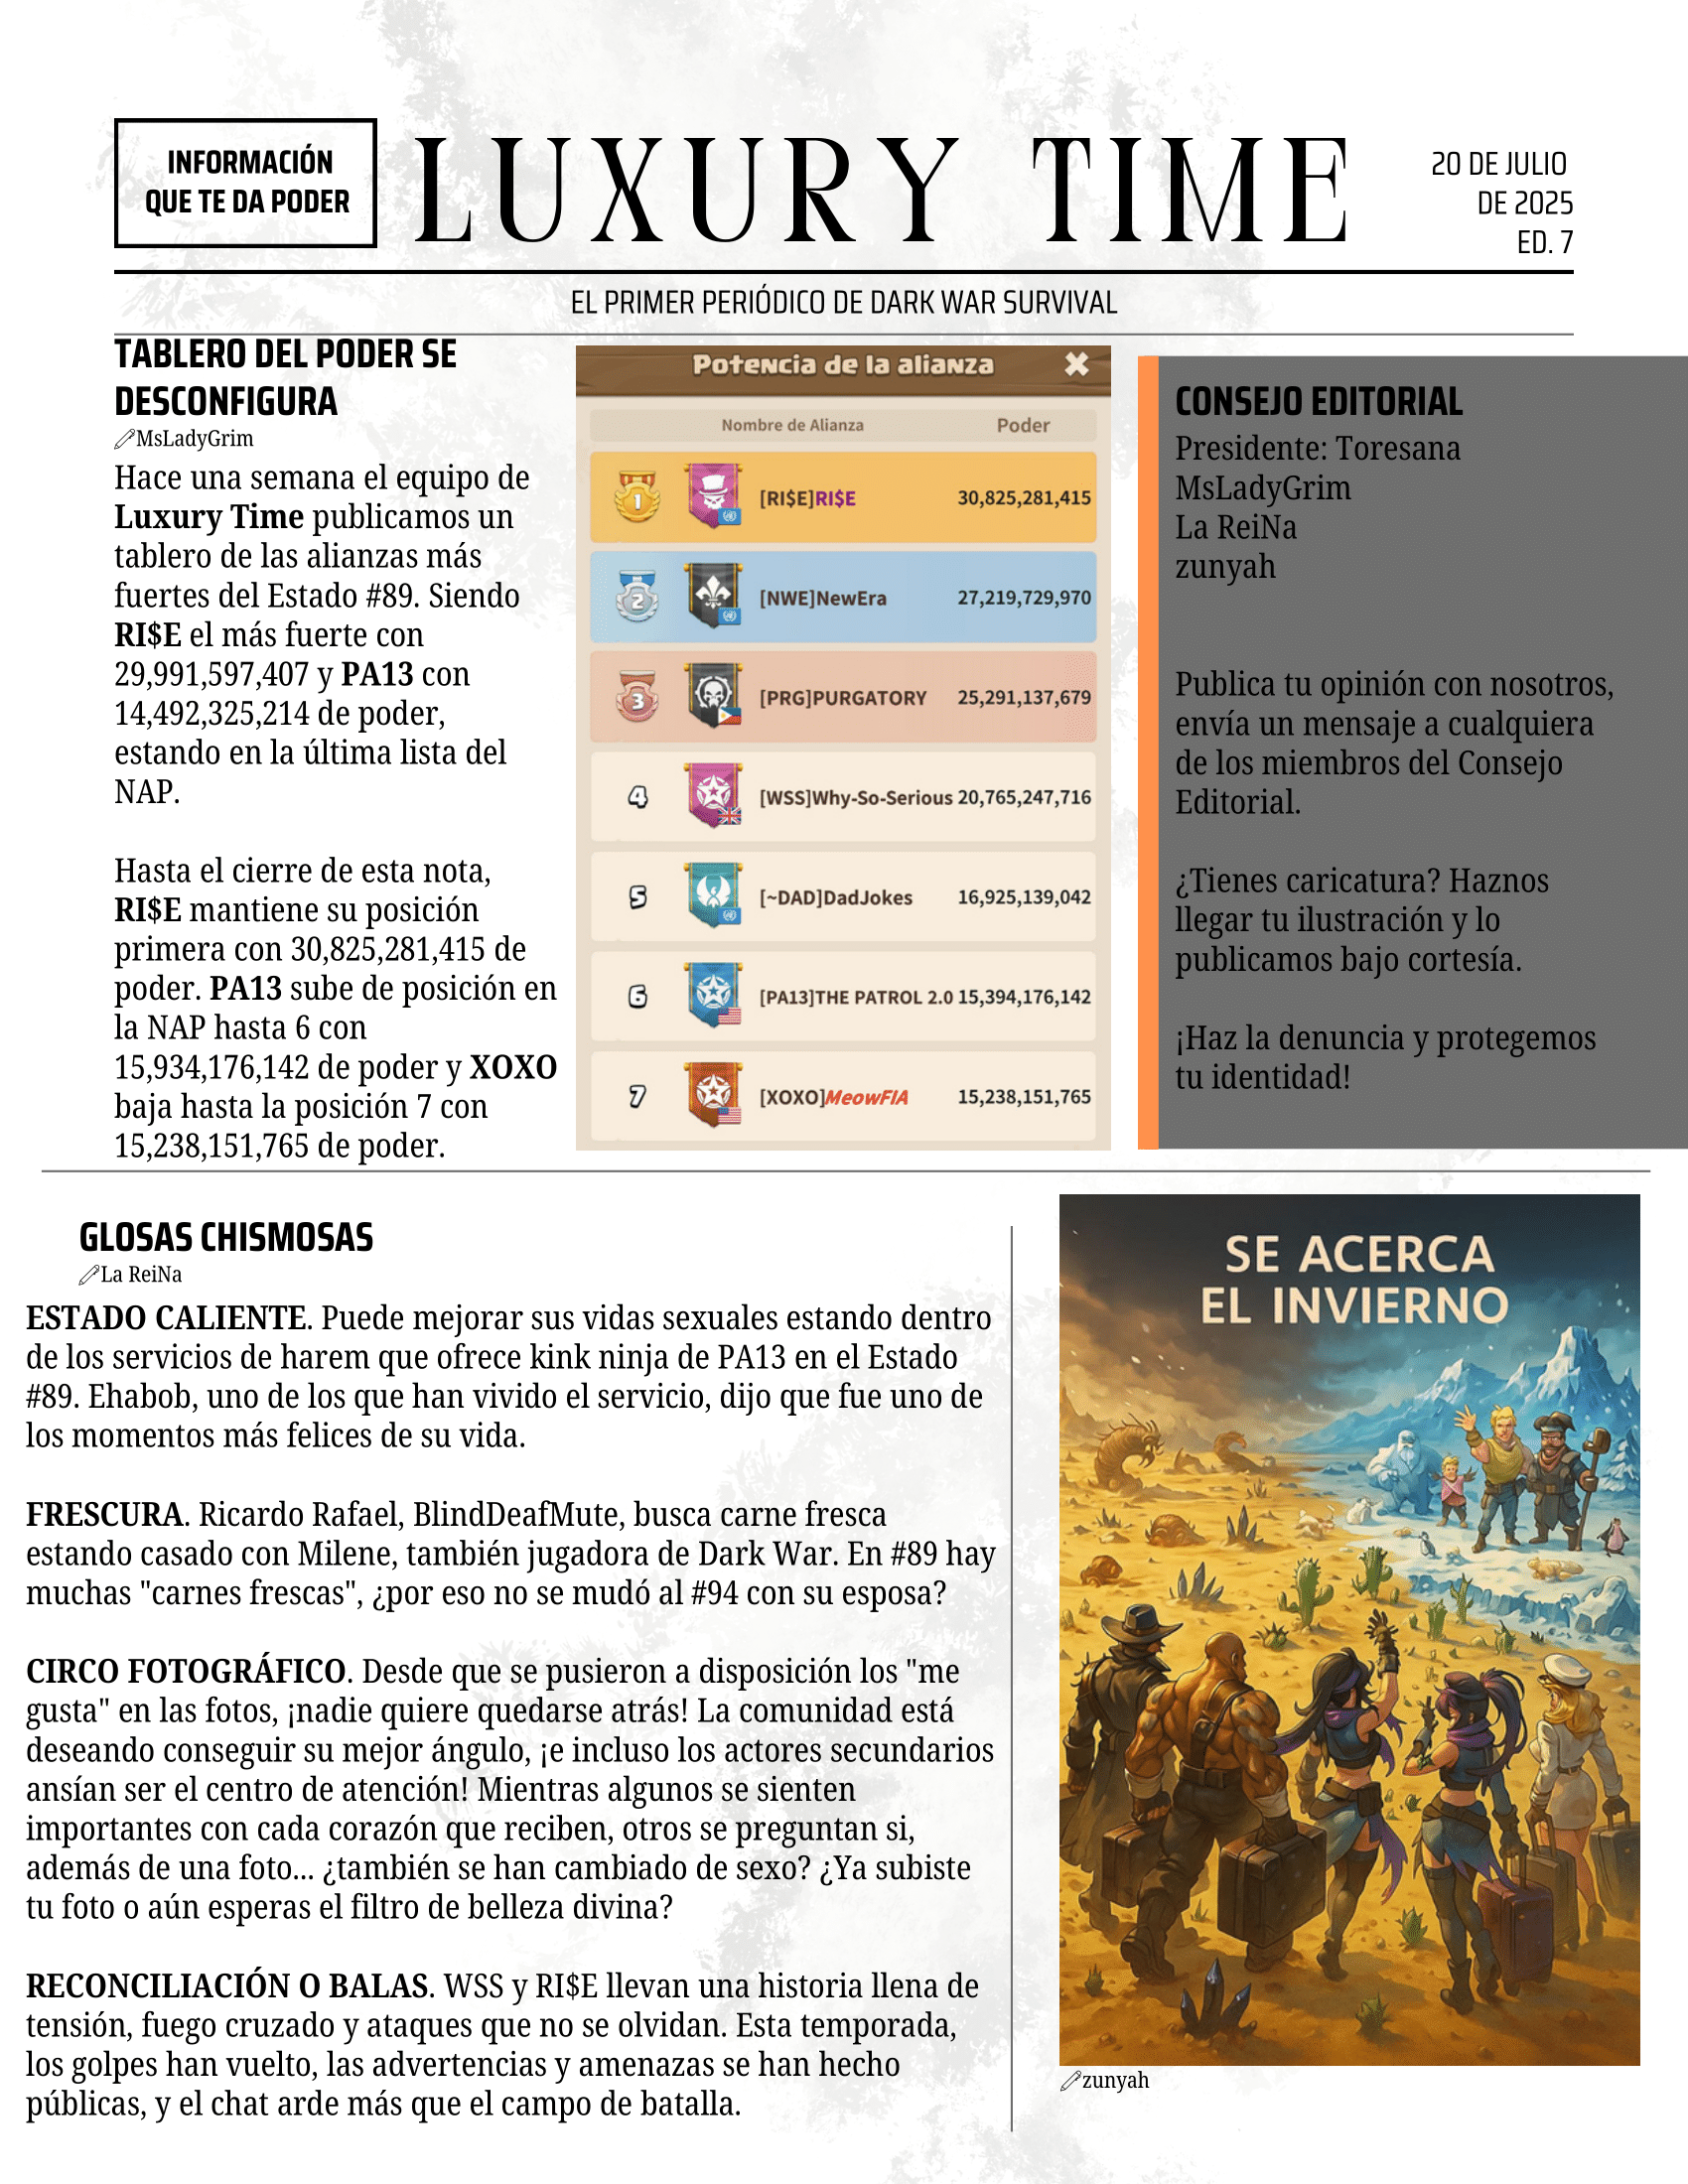 INFORMACIÓN
QUE TE DA PODER
LUXURY TIME
20 DE JULIO
DE 2025
ED. 7
EL PRIMER PERIÓDICO DE DARK WAR SURVIVAL
TABLERO DEL PODER SE
DESCONFIGURA
MsLadyGrim
Hace una semana el equipo de
Luxury Time publicamos un
tablero de las alianzas más
fuertes del Estado #89. Siendo
RI$E el más fuerte con
29,991,597,407 y PA13 con
14,492,325,214 de poder,
estando en la última lista del
NAP.
Hasta el cierre de esta nota,
RI$E mantiene su posición
primera con 30,825,281,415 de
poder. PA13 sube de posición en
la NAP hasta 6 con
15,934,176,142 de poder y XOXO
baja hasta la posición 7 con
15,238,151,765 de poder.
Potencia de la alianza
Nombre de Alianza Poder
1 [RI$E]RI$E 30,825,281,415
2 [NWE]NewEra 27,219,729,970
3 [PRG]PURGATORY 25,291,137,679
4 [WSS]Why-So-Serious 20,765,247,716
5 [~DAD]DadJokes 16,925,139,042
6 [PA13]THE PATROL 2.0 15,394,176,142
7 [XOXO]MeowFIA 15,238,151,765
CONSEJO EDITORIAL
Presidente: Toresana
MsLadyGrim
La ReiNa
zunyah
Publica tu opinión con nosotros,
envía un mensaje a cualquiera
de los miembros del Consejo
Editorial.
¿Tienes caricatura? Haznos
llegar tu ilustración y lo
publicamos bajo cortesía.
¡Haz la denuncia y protegemos
tu identidad!
GLOSAS CHISMOSAS
La ReiNa
ESTADO CALIENTE. Puede mejorar sus vidas sexuales estando dentro
de los servicios de harem que ofrece kink ninja de PA13 en el Estado
#89. Ehabob, uno de los que han vivido el servicio, dijo que fue uno de
los momentos más felices de su vida.
FRESCURA. Ricardo Rafael, BlindDeafMute, busca carne fresca
estando casado con Milene, también jugadora de Dark War. En #89 hay
muchas "carnes frescas", ¿por eso no se mudó al #94 con su esposa?
CIRCO FOTOGRÁFICO. Desde que se pusieron a disposición los "me
gusta" en las fotos, ¡nadie quiere quedarse atrás! La comunidad está
deseando conseguir su mejor ángulo, ¡e incluso los actores secundarios
ansían ser el centro de atención! Mientras algunos se sienten
importantes con cada corazón que reciben, otros se preguntan si,
además de una foto... ¿también se han cambiado de sexo? ¿Ya subiste
tu foto o aún esperas el filtro de belleza divina?
RECONCILIACIÓN O BALAS. WSS y RI$E llevan una historia llena de
tensión, fuego cruzado y ataques que no se olvidan. Esta temporada,
los golpes han vuelto, las advertencias y amenazas se han hecho
públicas, y el chat arde más que el campo de batalla.
SE ACERCA
EL INVIERNO
zunyah